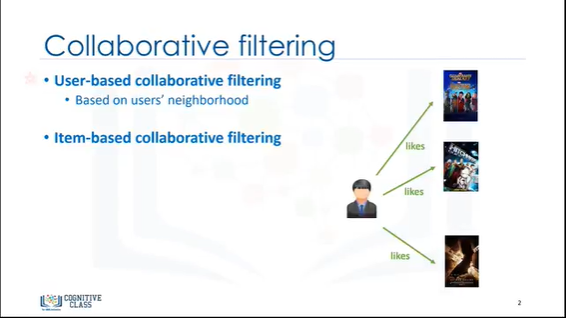 Collaborative filtering
• User-based collaborative filtering
• Based on users' neighborhood
• Item-based collaborative filtering
likes
likes
likes
COGNITIVE
CLASS
2